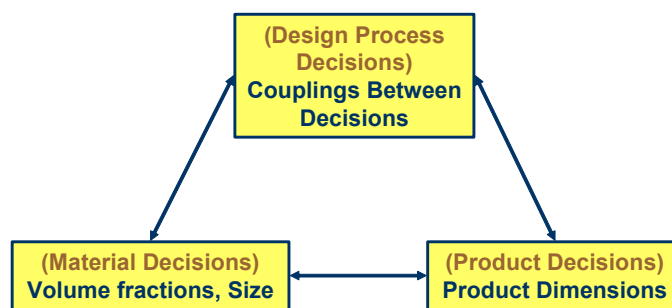 (Design Process
Decisions)
Couplings Between
Decisions
(Material Decisions)
Volume fractions, Size
(Product Decisions)
Product Dimensions